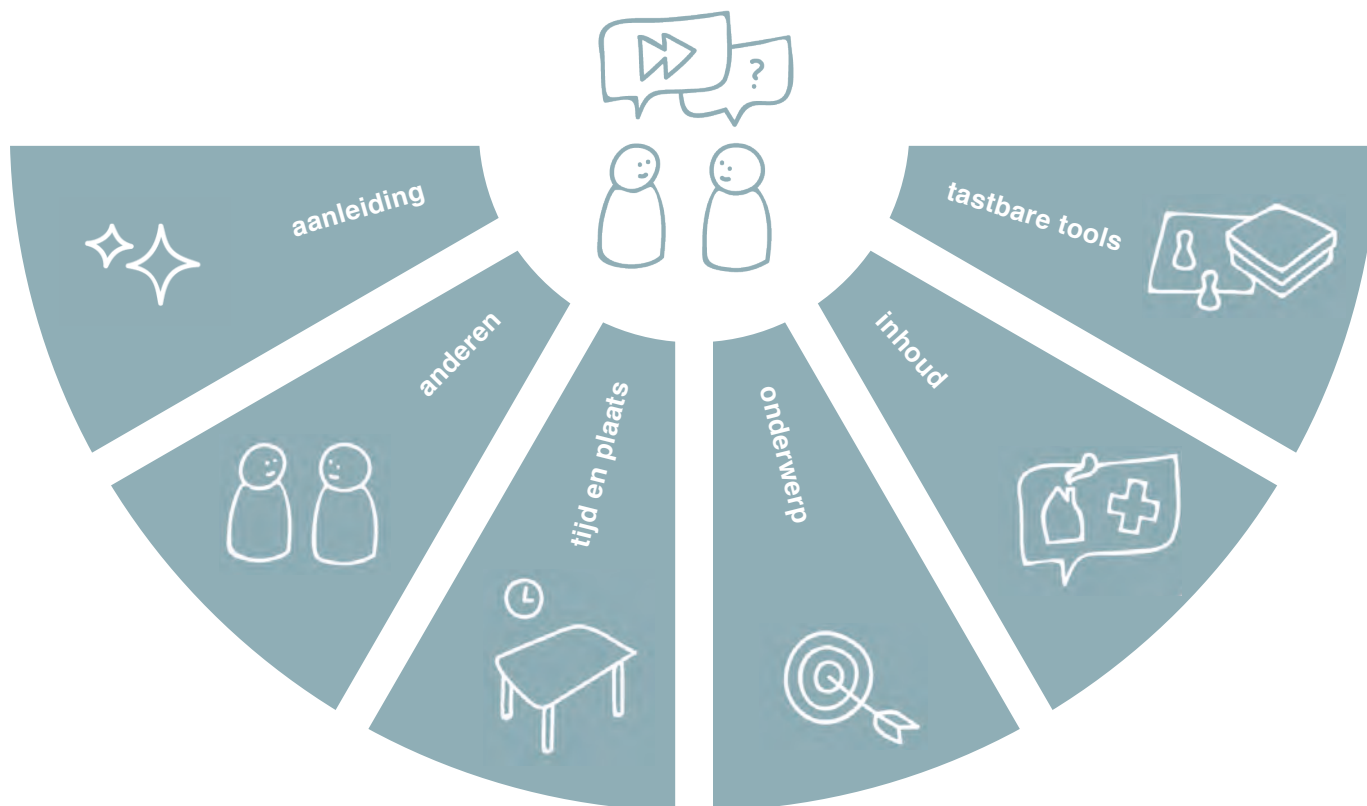 ?
aanleiding
anderen
tijd en plaats
onderwerp
inhoud
tastbare tools